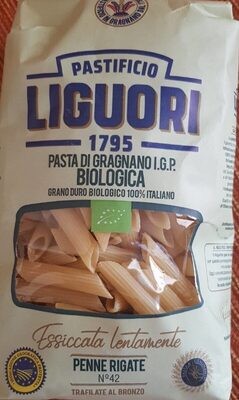 PASTIFICIO
LIGUORI
1795
PASTA DI GRAGNANO I.G.P.
BIOLOGICA
GRANO DURO BIOLOGICO 100% ITALIANO
Essiccata lentamente
PENNE RIGATE
N°42
TRAFILATE AL BRONZO